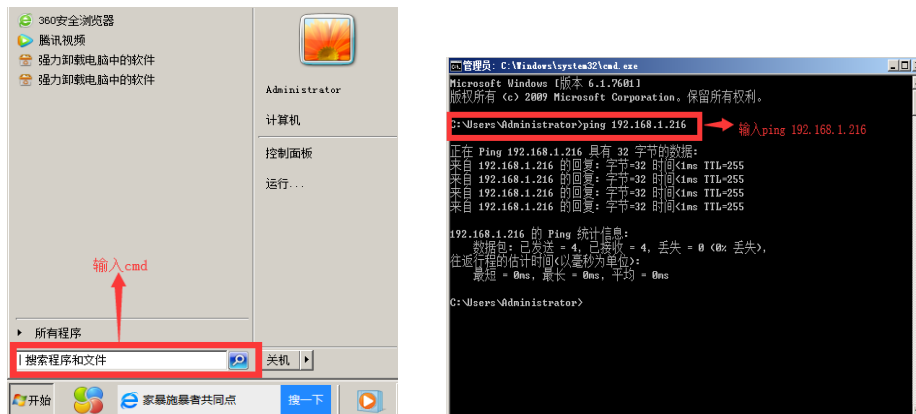 360安全浏览器
腾讯视频
强力卸载电脑中的软件
强力卸载电脑中的软件
Administrator
计算机
控制面板
运行...
输入cmd
所有程序
搜索程序和文件
关机
开始
家暴施暴者共同点
搜一下
管理员: C:\Windows\system32\cmd.exe
Microsoft Windows [版本 6.1.7601]
版权所有 (c) 2009 Microsoft Corporation。保留所有权利。
C:\Users\Administrator>ping 192.168.1.216
输入ping 192.168.1.216
正在 Ping 192.168.1.216 具有 32 字节的数据:
来自 192.168.1.216 的回复: 字节=32 时间<1ms TTL=255
来自 192.168.1.216 的回复: 字节=32 时间<1ms TTL=255
来自 192.168.1.216 的回复: 字节=32 时间<1ms TTL=255
来自 192.168.1.216 的回复: 字节=32 时间<1ms TTL=255
192.168.1.216 的 Ping 统计信息:
数据包: 已发送 = 4, 已接收 = 4, 丢失 = 0 (0% 丢失),
往返行程的估计时间(以毫秒为单位):
最短 = 0ms, 最长 = 0ms, 平均 = 0ms
C:\Users\Administrator>